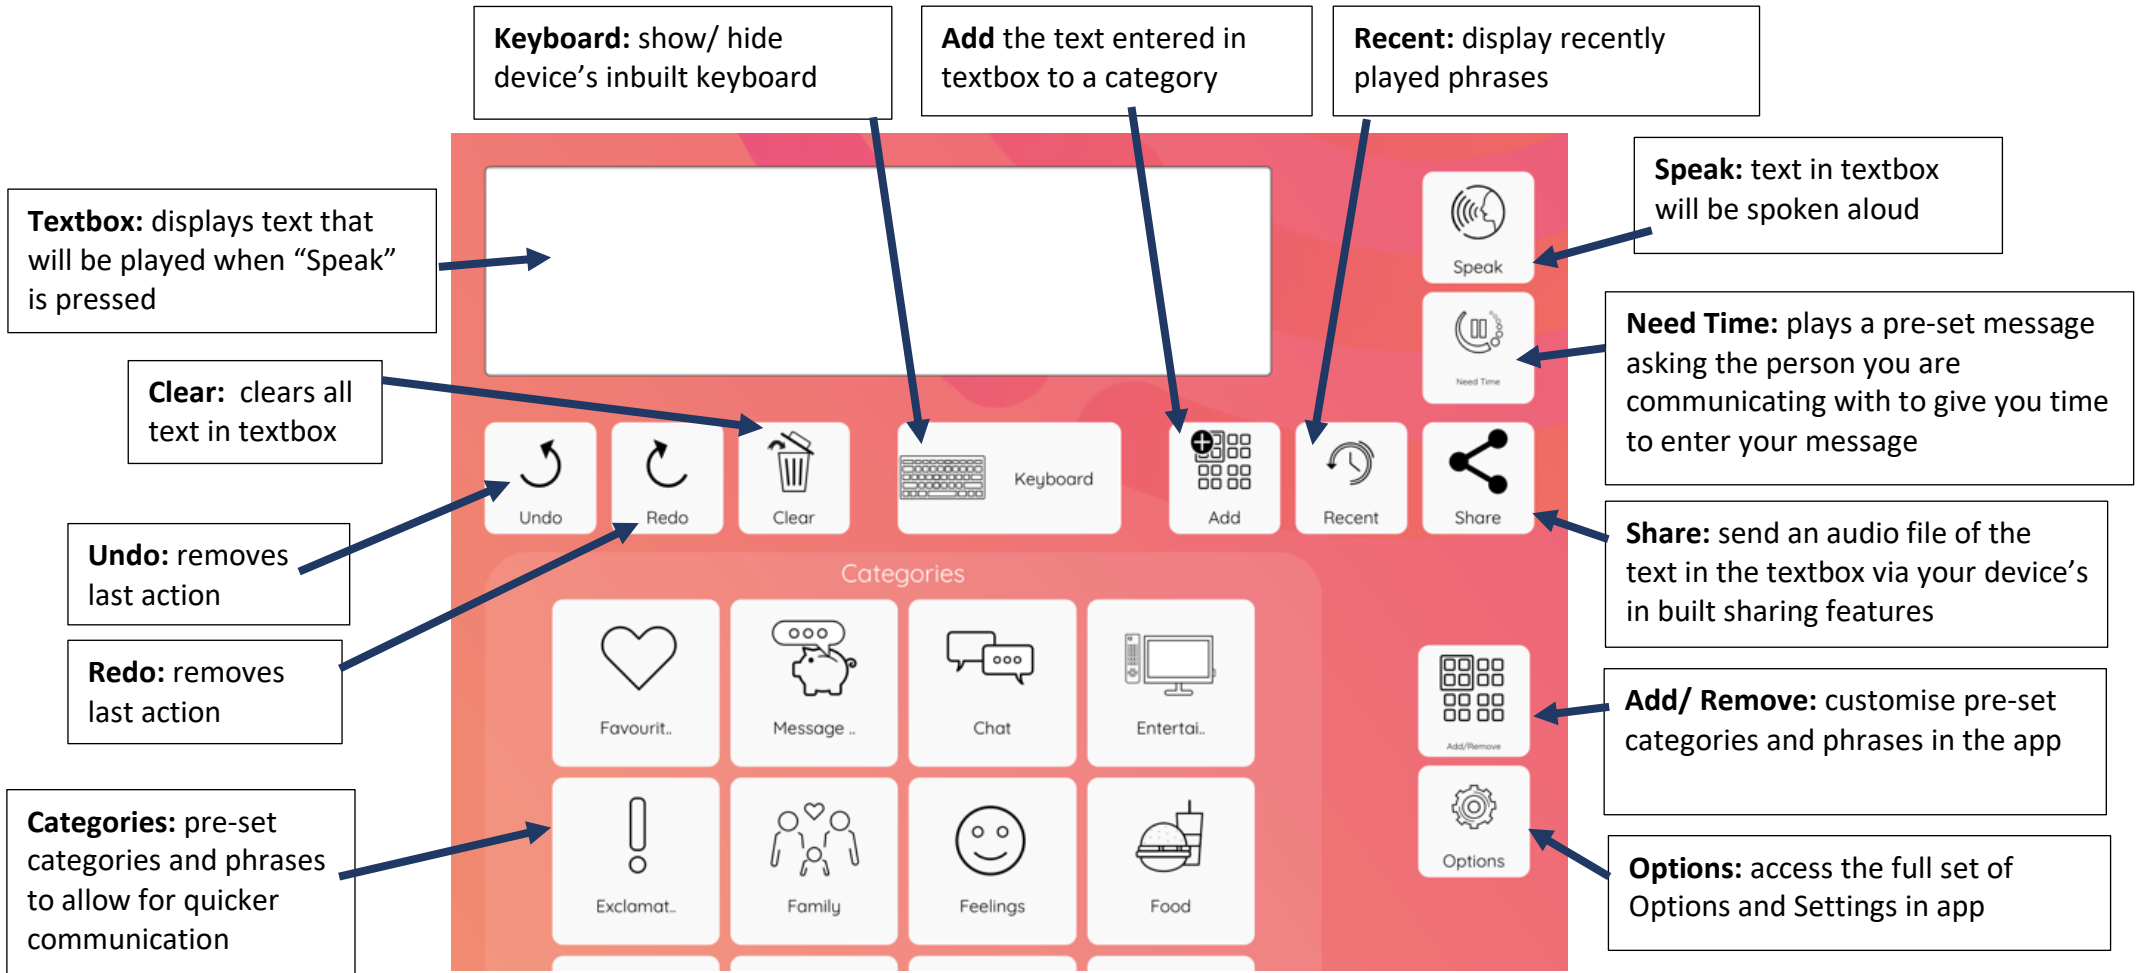 Keyboard: show/ hide
device's inbuilt keyboard
Add the text entered in
textbox to a category
Recent: display recently
played phrases
Textbox: displays text that
will be played when “Speak”
is pressed
Speak: text in textbox
will be spoken aloud
Speak
Need Time: plays a pre-set message
asking the person you are
communicating with to give you time
to enter your message
Need Time
Clear:  clears all
text in textbox
Undo
Redo
Clear
Keyboard
Add
Recent
Share
Undo: removes
last action
Share: send an audio file of the
text in the textbox via your device's
in built sharing features
Categories
Redo: removes
last action
Favourit..
Message ..
Chat
Entertai..
Add/Remove
Add/ Remove: customise pre-set
categories and phrases in the app
Categories: pre-set
categories and phrases
to allow for quicker
communication
Exclamat..
Family
Feelings
Food
Options
Options: access the full set of
Options and Settings in app